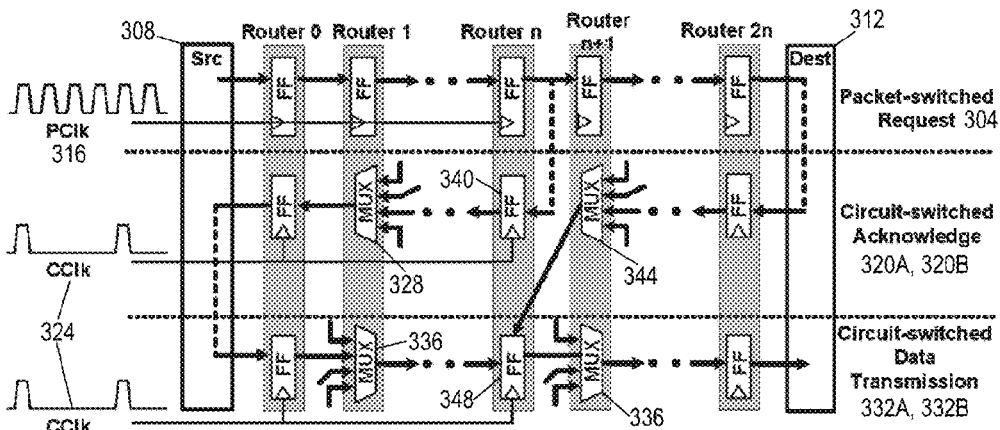 308
Router 0
Router 1
Router n
Router
n+1
Router 2n
312
Src
Dest
FF
FF
FF
FF
FF
PClk
316
Packet-switched
Request 304
FF
MUX
340
FF
MUX
FF
328
344
CClk
324
Circuit-switched
Acknowledge
320A, 320B
FF
MUX
336
FF
348
MUX
336
FF
CClk
Circuit-switched
Data
Transmission
332A, 332B